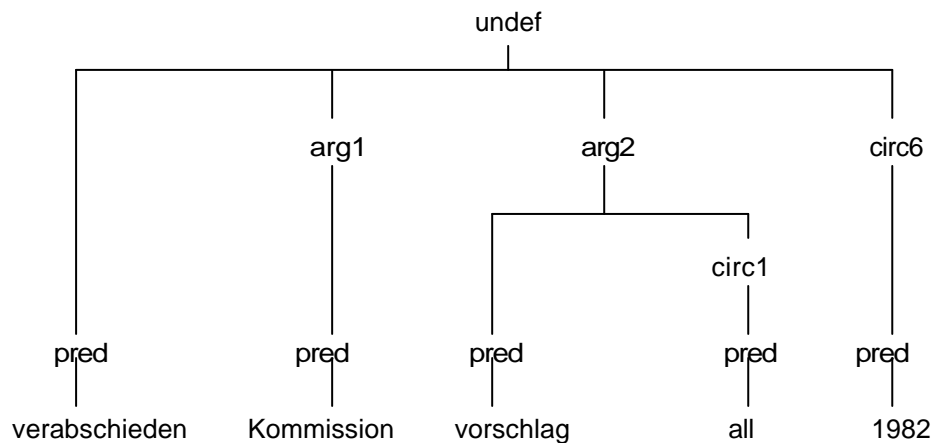 undef
arg1 arg2 circ6
circ1
pred pred pred pred pred
verabschieden Kommission vorschlag all 1982